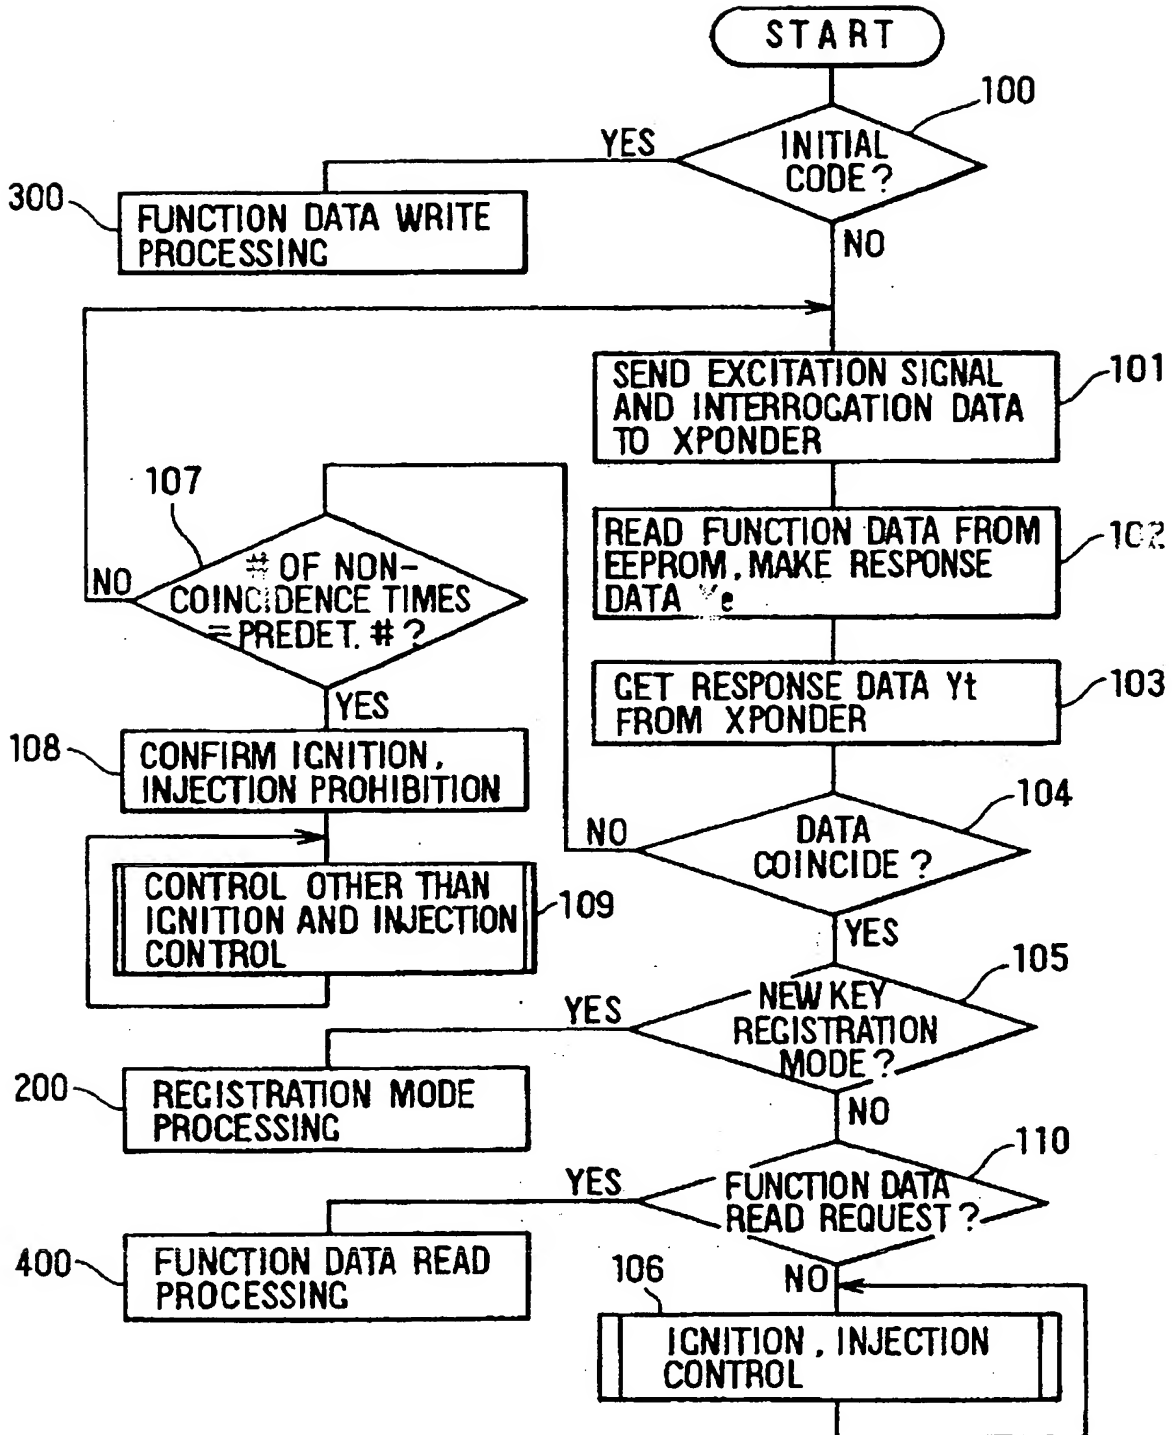 START
100
INITIAL
CODE?
YES
NO
300
FUNCTION DATA WRITE
PROCESSING
SEND EXCITATION SIGNAL
AND INTERROGATION DATA
TO XPONDER
101
107
# OF NON-
COINCIDENCE TIMES
=PREDET. #?
NO
YES
READ FUNCTION DATA FROM
EEPROM, MAKE RESPONSE
DATA Ye
102
GET RESPONSE DATA Yt
FROM XPONDER
103
108
CONFIRM IGNITION,
INJECTION PROHIBITION
104
DATA
COINCIDE?
NO
YES
CONTROL OTHER THAN
IGNITION AND INJECTION
CONTROL
109
105
NEW KEY
REGISTRATION
MODE?
YES
NO
200
REGISTRATION MODE
PROCESSING
110
FUNCTION DATA
READ REQUEST?
YES
NO
400
FUNCTION DATA READ
PROCESSING
106
IGNITION, INJECTION
CONTROL